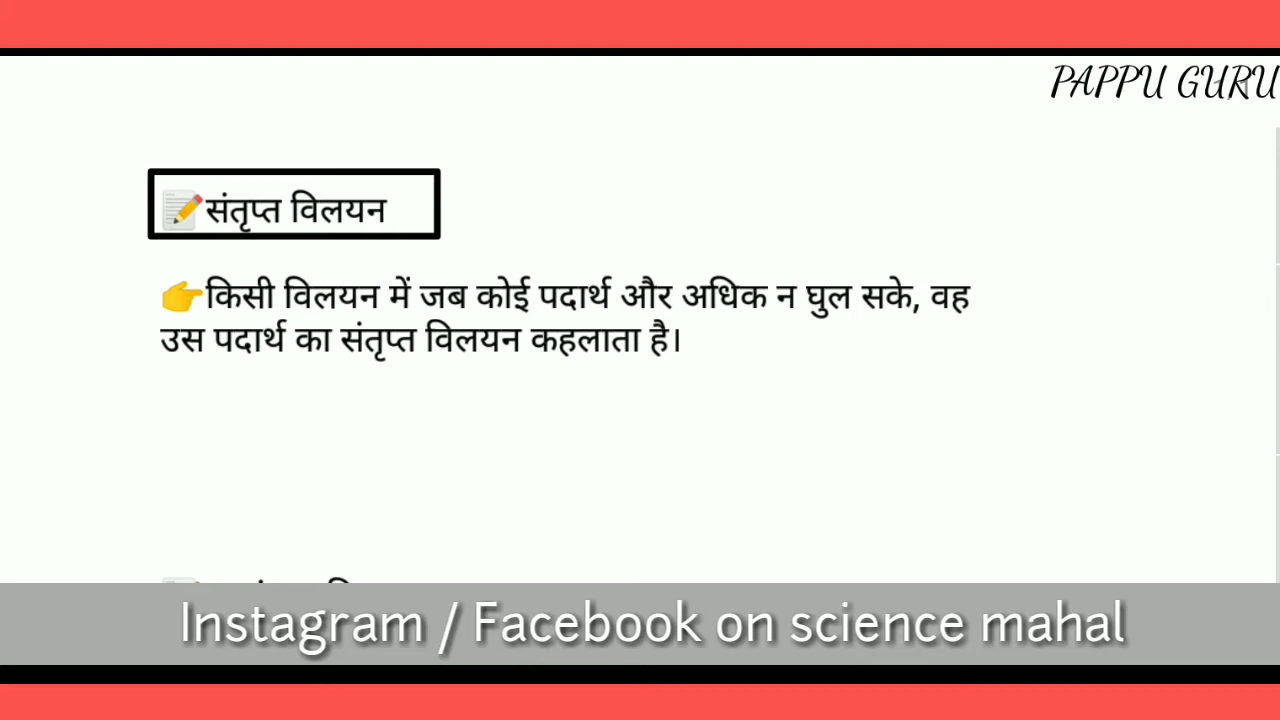 PAPPU GURU
📝संतृप्त विलयन
👉किसी विलयन में जब कोई पदार्थ और अधिक न घुल सके, वह
उस पदार्थ का संतृप्त विलयन कहलाता है।
Instagram / Facebook on science mahal